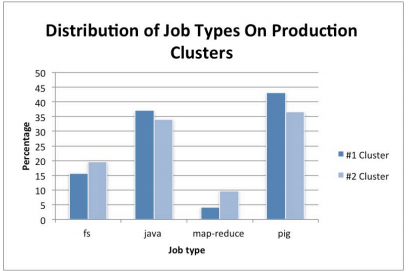 Distribution of Job Types On Production
Clusters
50
45
40
35
30
25
20
15
10
5
0
Percentage
fs java map-reduce pig
Job type
#1 Cluster
#2 Cluster